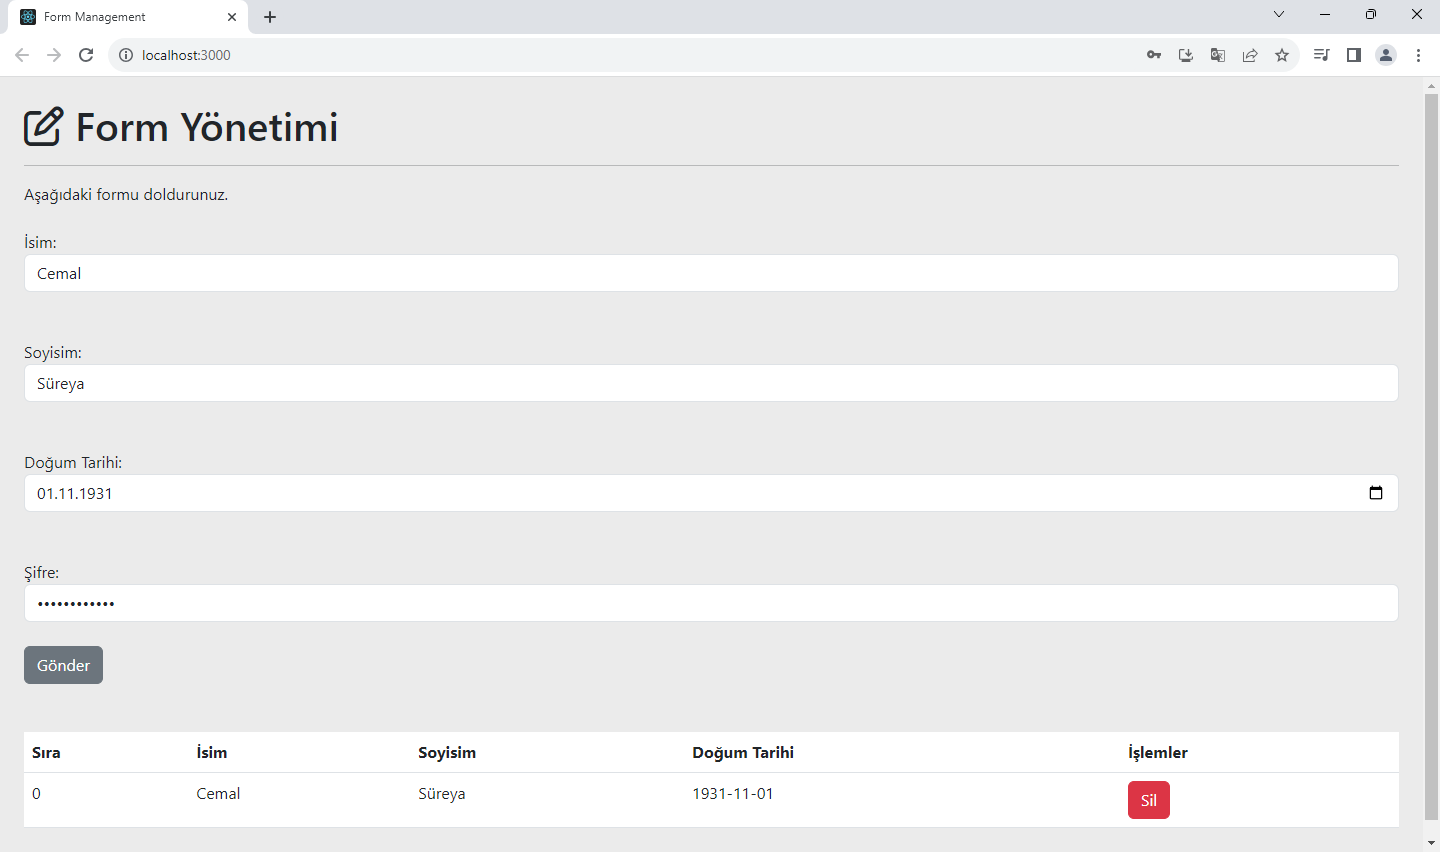 Form Management
localhost:3000
Form Yönetimi
Aşağıdaki formu doldurunuz.
İsim:
Cemal
Soyisim:
Süreya
Doğum Tarihi:
01.11.1931
Şifre:
••••••••••••
Gönder
Sıra İsim Soyisim Doğum Tarihi İşlemler
0 Cemal Süreya 1931-11-01 Sil